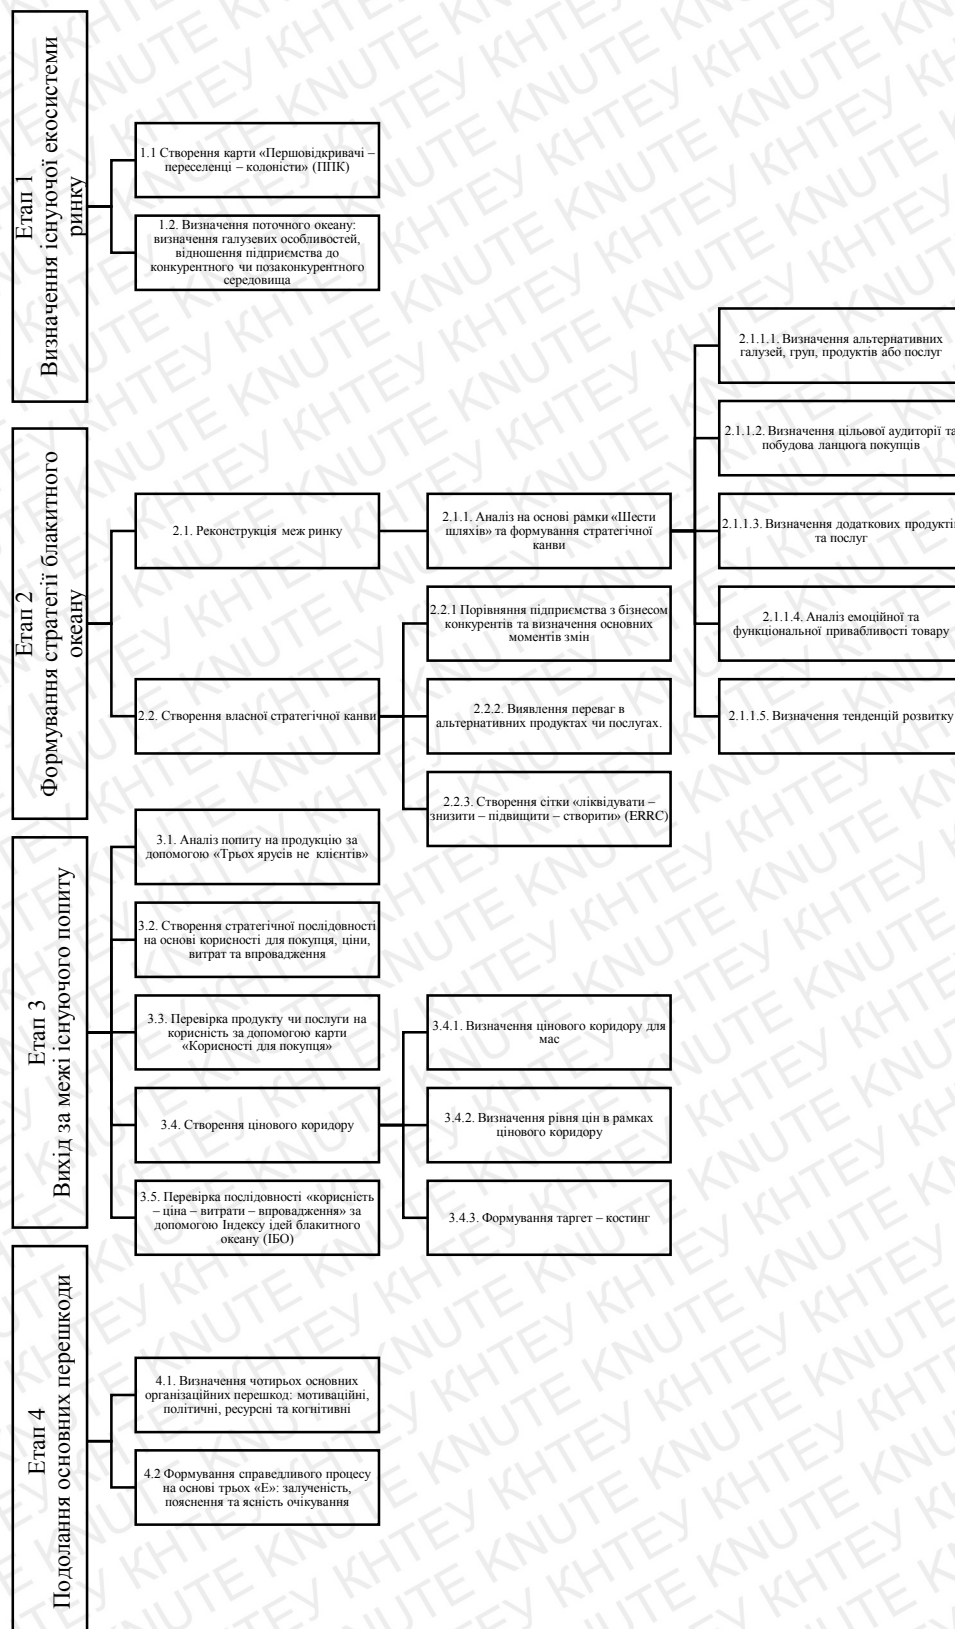 Етап 1
Визначення існуючої екосистеми
ринку
1.1 Створення карти «Першовідкривачі –
переселенці – колоністи» (ППК)
1.2. Визначення поточного океану:
визначення галузевих особливостей,
відношення підприємства до
конкурентного чи позаконкурентного
середовища
Етап 2
Формування стратегії блакитного
океану
2.1. Реконструкція меж ринку
2.1.1. Аналіз на основі рамки «Шести
шляхів» та формування стратегічної
канви
2.1.1.1. Визначення альтернативних
галузей, груп, продуктів або послуг
2.1.1.2. Визначення цільової аудиторії та
побудова ланцюга покупців
2.1.1.3. Визначення додаткових продуктів
та послуг
2.1.1.4. Аналіз емоційної та
функціональної привабливості товару
2.1.1.5. Визначення тенденцій розвитку
2.2. Створення власної стратегічної канви
2.2.1 Порівняння підприємства з бізнесом
конкурентів та визначення основних
моментів змін
2.2.2. Виявлення переваг в
альтернативних продуктах чи послугах.
2.2.3. Створення сітки «ліквідувати –
знизити – підвищити – створити» (ERRC)
Етап 3
Вихід за межі існуючого попиту
3.1. Аналіз попиту на продукцію за
допомогою «Трьох ярусів не клієнтів»
3.2. Створення стратегічної послідовності
на основі корисності для покупця, ціни,
витрат та впровадження
3.3. Перевірка продукту чи послуги на
корисність за допомогою карти
«Корисності для покупця»
3.4. Створення цінового коридору
3.4.1. Визначення цінового коридору для
мас
3.4.2. Визначення рівня цін в рамках
цінового коридору
3.4.3. Формування таргет – костинг
3.5. Перевірка послідовності «корисність
– ціна – витрати – впровадження» за
допомогою Індексу ідей блакитного
океану (ІБО)
Етап 4
Подолання основних перешкоди
4.1. Визначення чотирьох основних
організаційних перешкод: мотиваційні,
політичні, ресурсні та когнітивні
4.2 Формування справедливого процесу
на основі трьох «Е»: залученість,
пояснення та ясність очікування